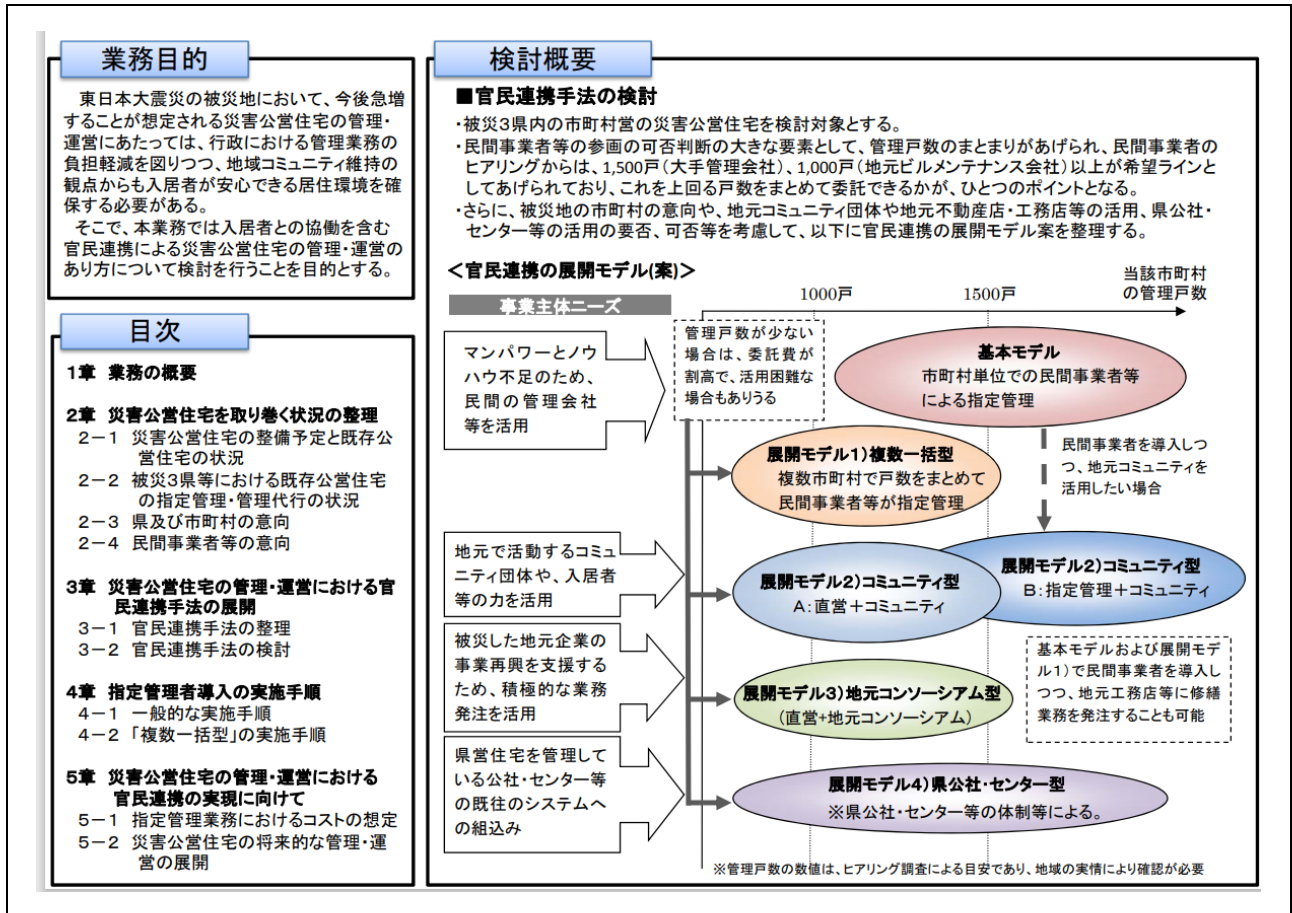 業務目的
東日本大震災の被災地において、今後急増
することが想定される災害公営住宅の管理・
運営にあたっては、行政における管理業務の
負担軽減を図りつつ、地域コミュニティ維持の
観点からも入居者が安心できる居住環境を確
保する必要がある。
そこで、本業務では入居者との協働を含む
官民連携による災害公営住宅の管理・運営の
あり方について検討を行うことを目的とする。
目次
1章 業務の概要
2章 災害公営住宅を取り巻く状況の整理
2－1 災害公営住宅の整備予定と既存公
営住宅の状況
2－2 被災3県等における既存公営住宅
の指定管理・管理代行の状況
2－3 県及び市町村の意向
2－4 民間事業者等の意向
3章 災害公営住宅の管理・運営における官
民連携手法の展開
3－1 官民連携手法の整理
3－2 官民連携手法の検討
4章 指定管理者導入の実施手順
4－1 一般的な実施手順
4－2 「複数一括型」の実施手順
5章 災害公営住宅の管理・運営における
官民連携の実現に向けて
5－1 指定管理業務におけるコストの想定
5－2 災害公営住宅の将来的な管理・運
営の展開
検討概要
■官民連携手法の検討
・被災3県内の市町村営の災害公営住宅を検討対象とする。
・民間事業者等の参画の可否判断の大きな要素として、管理戸数のまとまりがあげられ、民間事業者の
ヒアリングからは、1,500戸（大手管理会社）、1,000戸（地元ビルメンテナンス会社）以上が希望ラインと
してあげられており、これを上回る戸数をまとめて委託できるかが、ひとつのポイントとなる。
・さらに、被災地の市町村の意向や、地元コミュニティ団体や地元不動産店・工務店等の活用、県公社・
センター等の活用の要否、可否等を考慮して、以下に官民連携の展開モデル案を整理する。
＜官民連携の展開モデル(案)＞
事業主体ニーズ
1000戸
1500戸
当該市町村
の管理戸数
マンパワーとノウ
ハウ不足のため、
民間の管理会社
等を活用
管理戸数が少ない
場合は、委託費が
割高で、活用困難な
場合もありうる
基本モデル
市町村単位での民間事業者等
による指定管理
展開モデル1）複数一括型
複数市町村で戸数をまとめて
民間事業者等が指定管理
民間事業者を導入しつ
つ、地元コミュニティを
活用したい場合
地元で活動するコミュ
ニティ団体や、入居者
等の力を活用
展開モデル2）コミュニティ型
A：直営＋コミュニティ
展開モデル2）コミュニティ型
B：指定管理＋コミュニティ
被災した地元企業の
事業再興を支援する
ため、積極的な業務
発注を活用
展開モデル3）地元コンソーシアム型
（直営+地元コンソーシアム）
基本モデルおよび展開モデ
ル1）で民間事業者を導入し
つつ、地元工務店等に修繕
業務を発注することも可能
県営住宅を管理して
いる公社・センター等
の既往のシステムへ
の組込み
展開モデル4）県公社・センター型
※県公社・センター等の体制等による。
※管理戸数の数値は、ヒアリング調査による目安であり、地域の実情により確認が必要